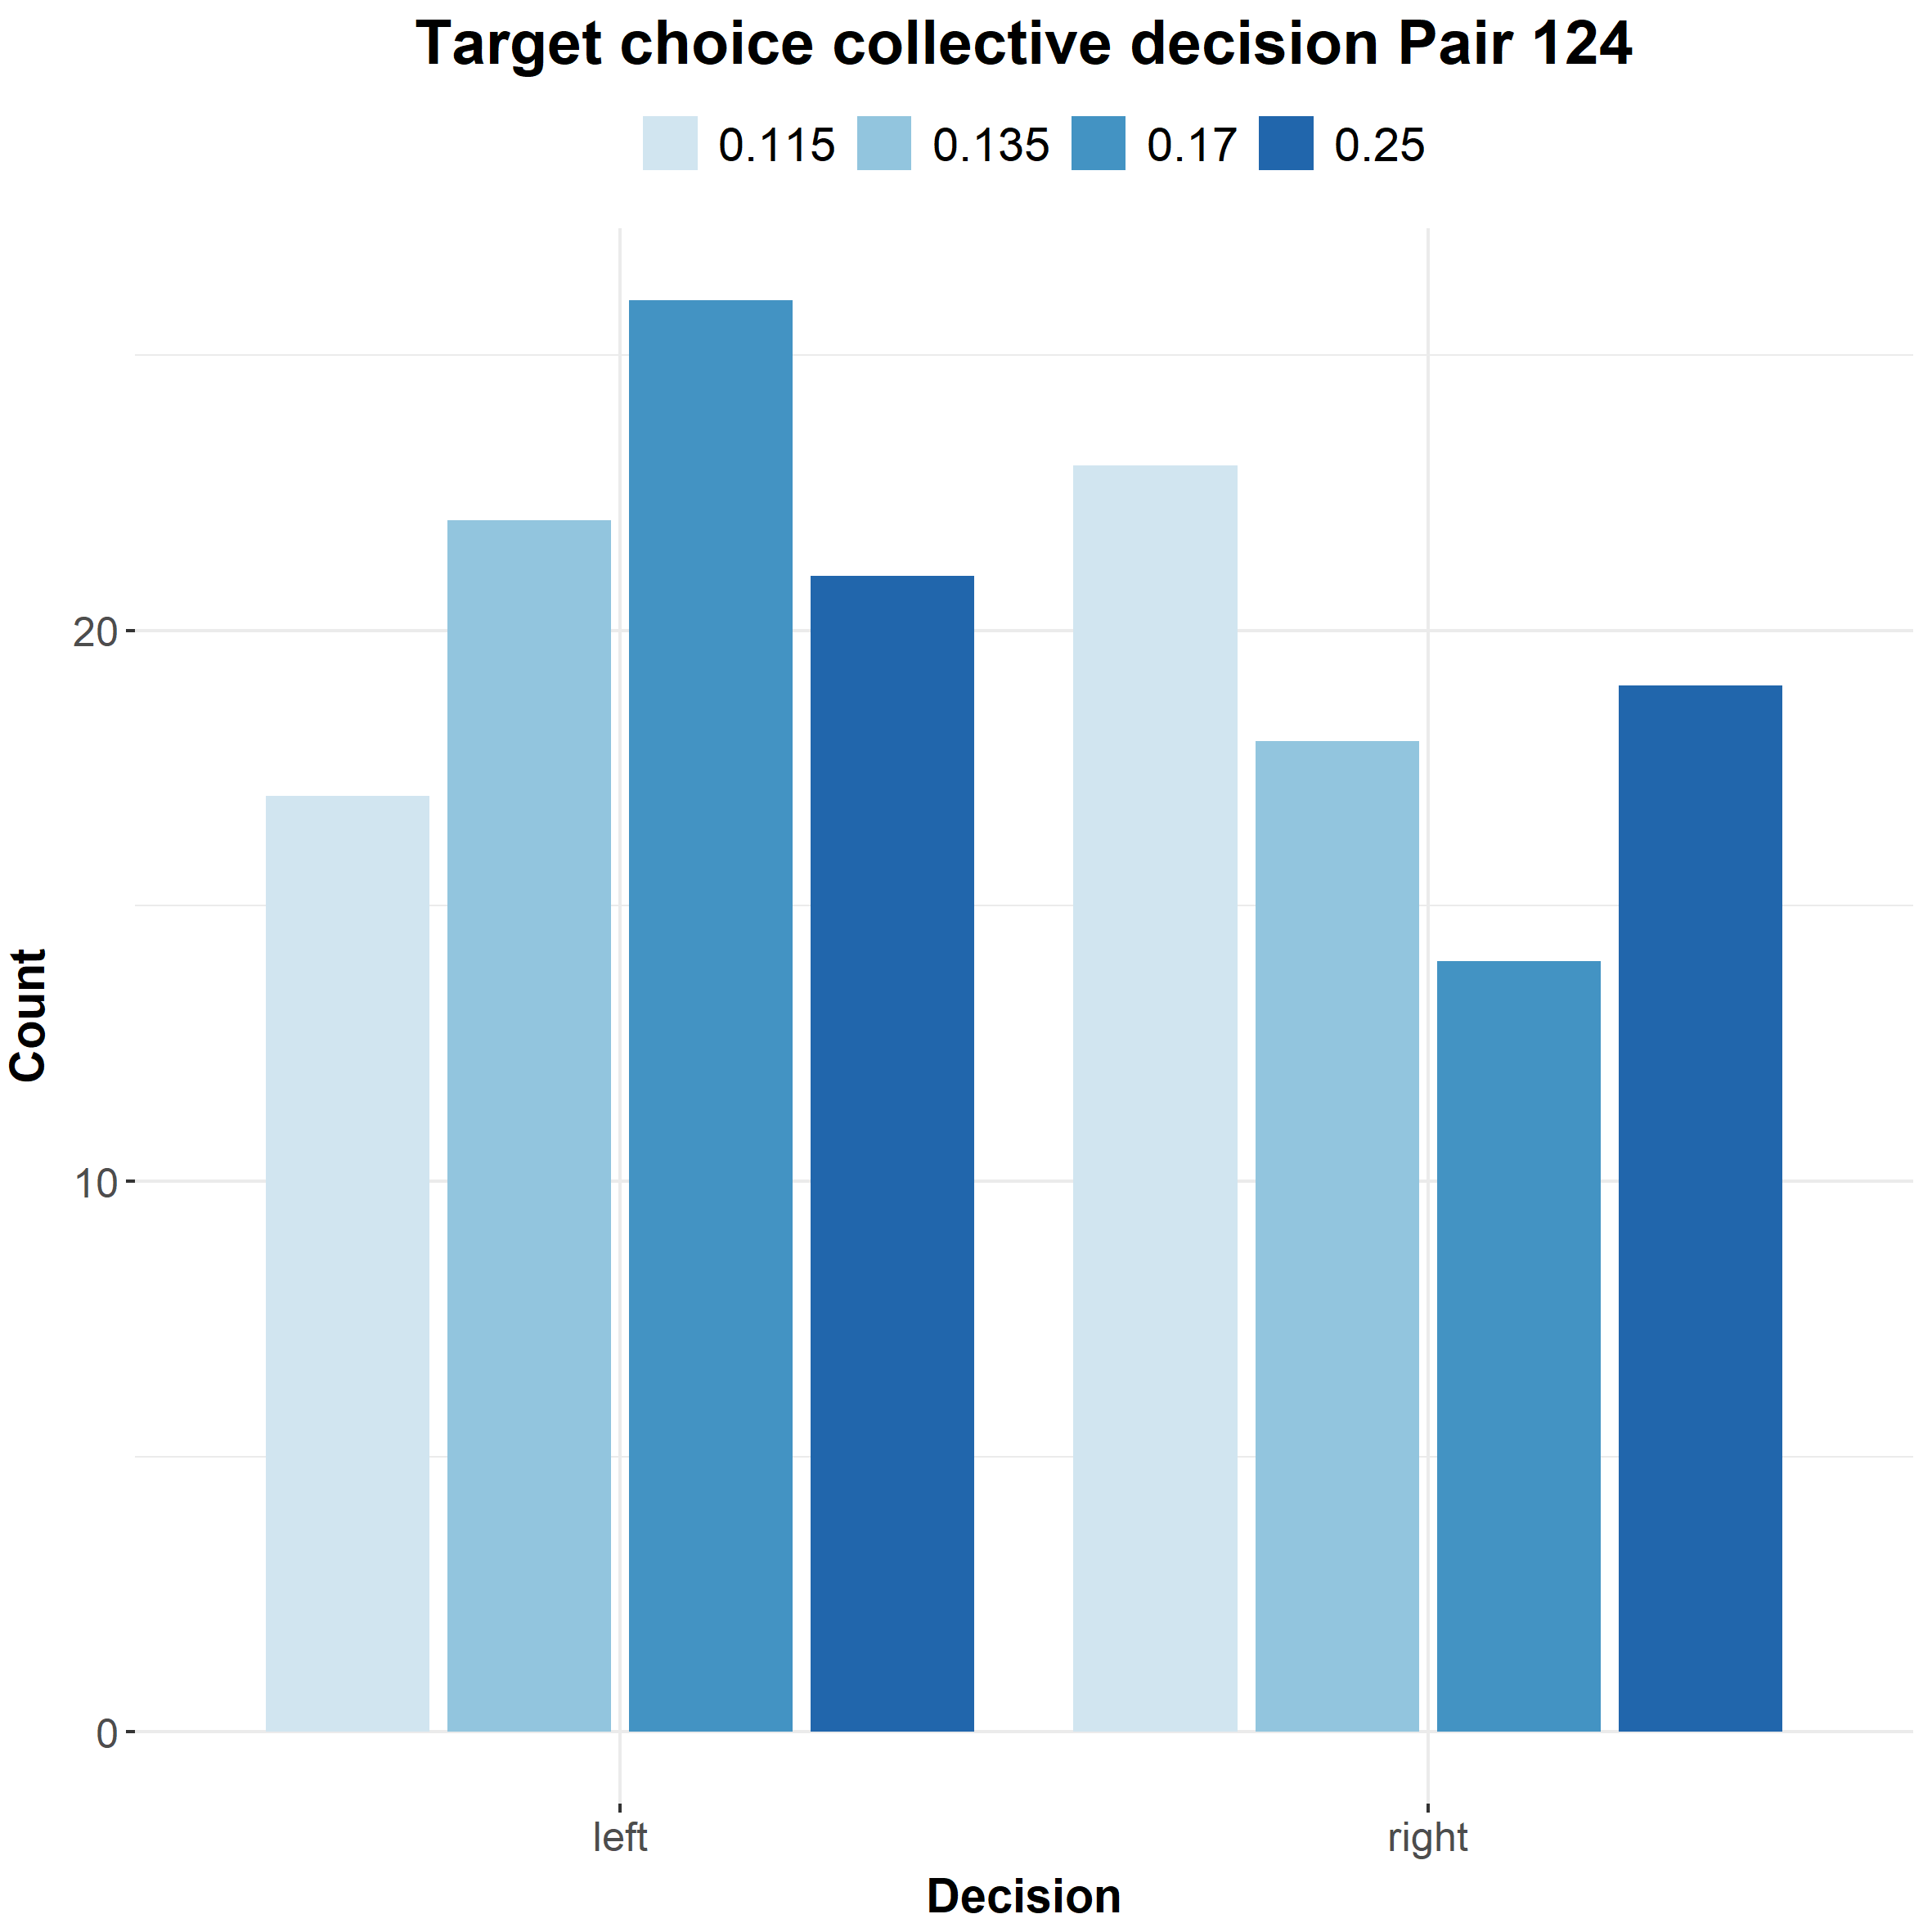 Target choice collective decision Pair 124
0.115 0.135 0.17 0.25
20
10
0
Count
left right
Decision